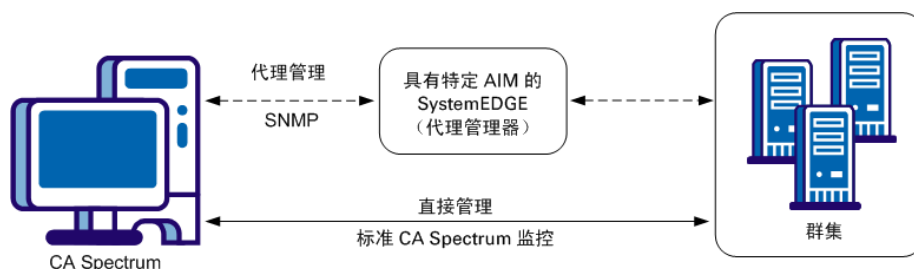 代理管理
SNMP
具有特定 AIM 的
SystemEDGE
（代理管理器）
直接管理
标准 CA Spectrum 监控
CA Spectrum
群集